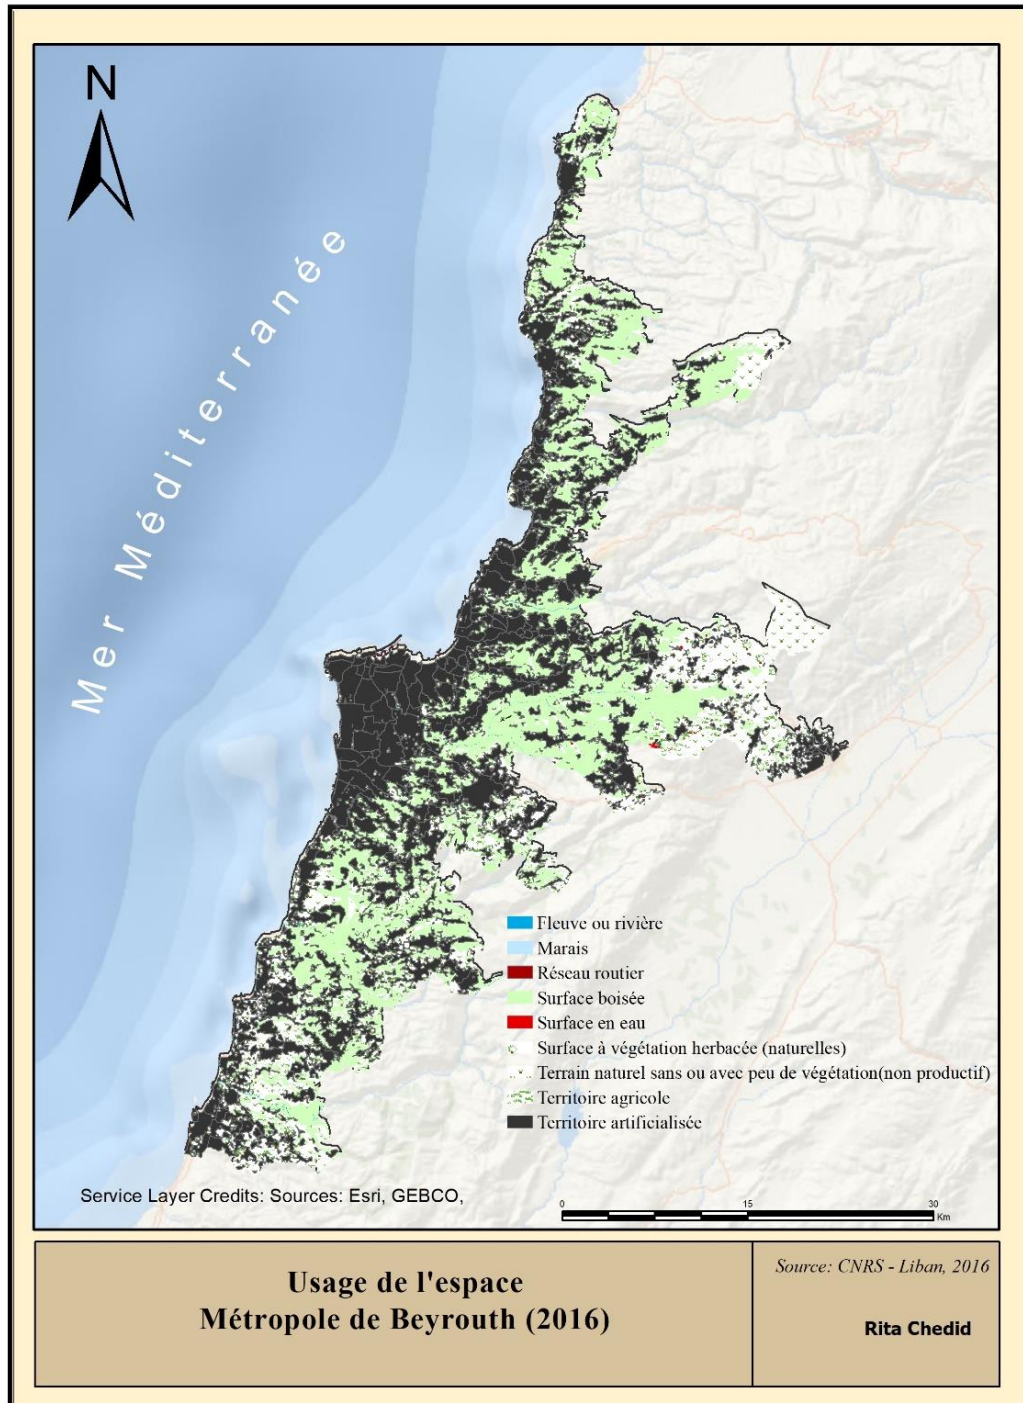 N
Mer Méditerranée
Fleuve ou rivière
Marais
Réseau routier
Surface boisée
Surface en eau
Surface à végétation herbacée (naturelles)
Terrain naturel sans ou avec peu de végétation(non productif)
Territoire agricole
Territoire artificialisée
Service Layer Credits: Sources: Esri, GEBCO,
0 15 30
Km
Usage de l'espace
Métropole de Beyrouth (2016)
Source: CNRS - Liban, 2016
Rita Chedid